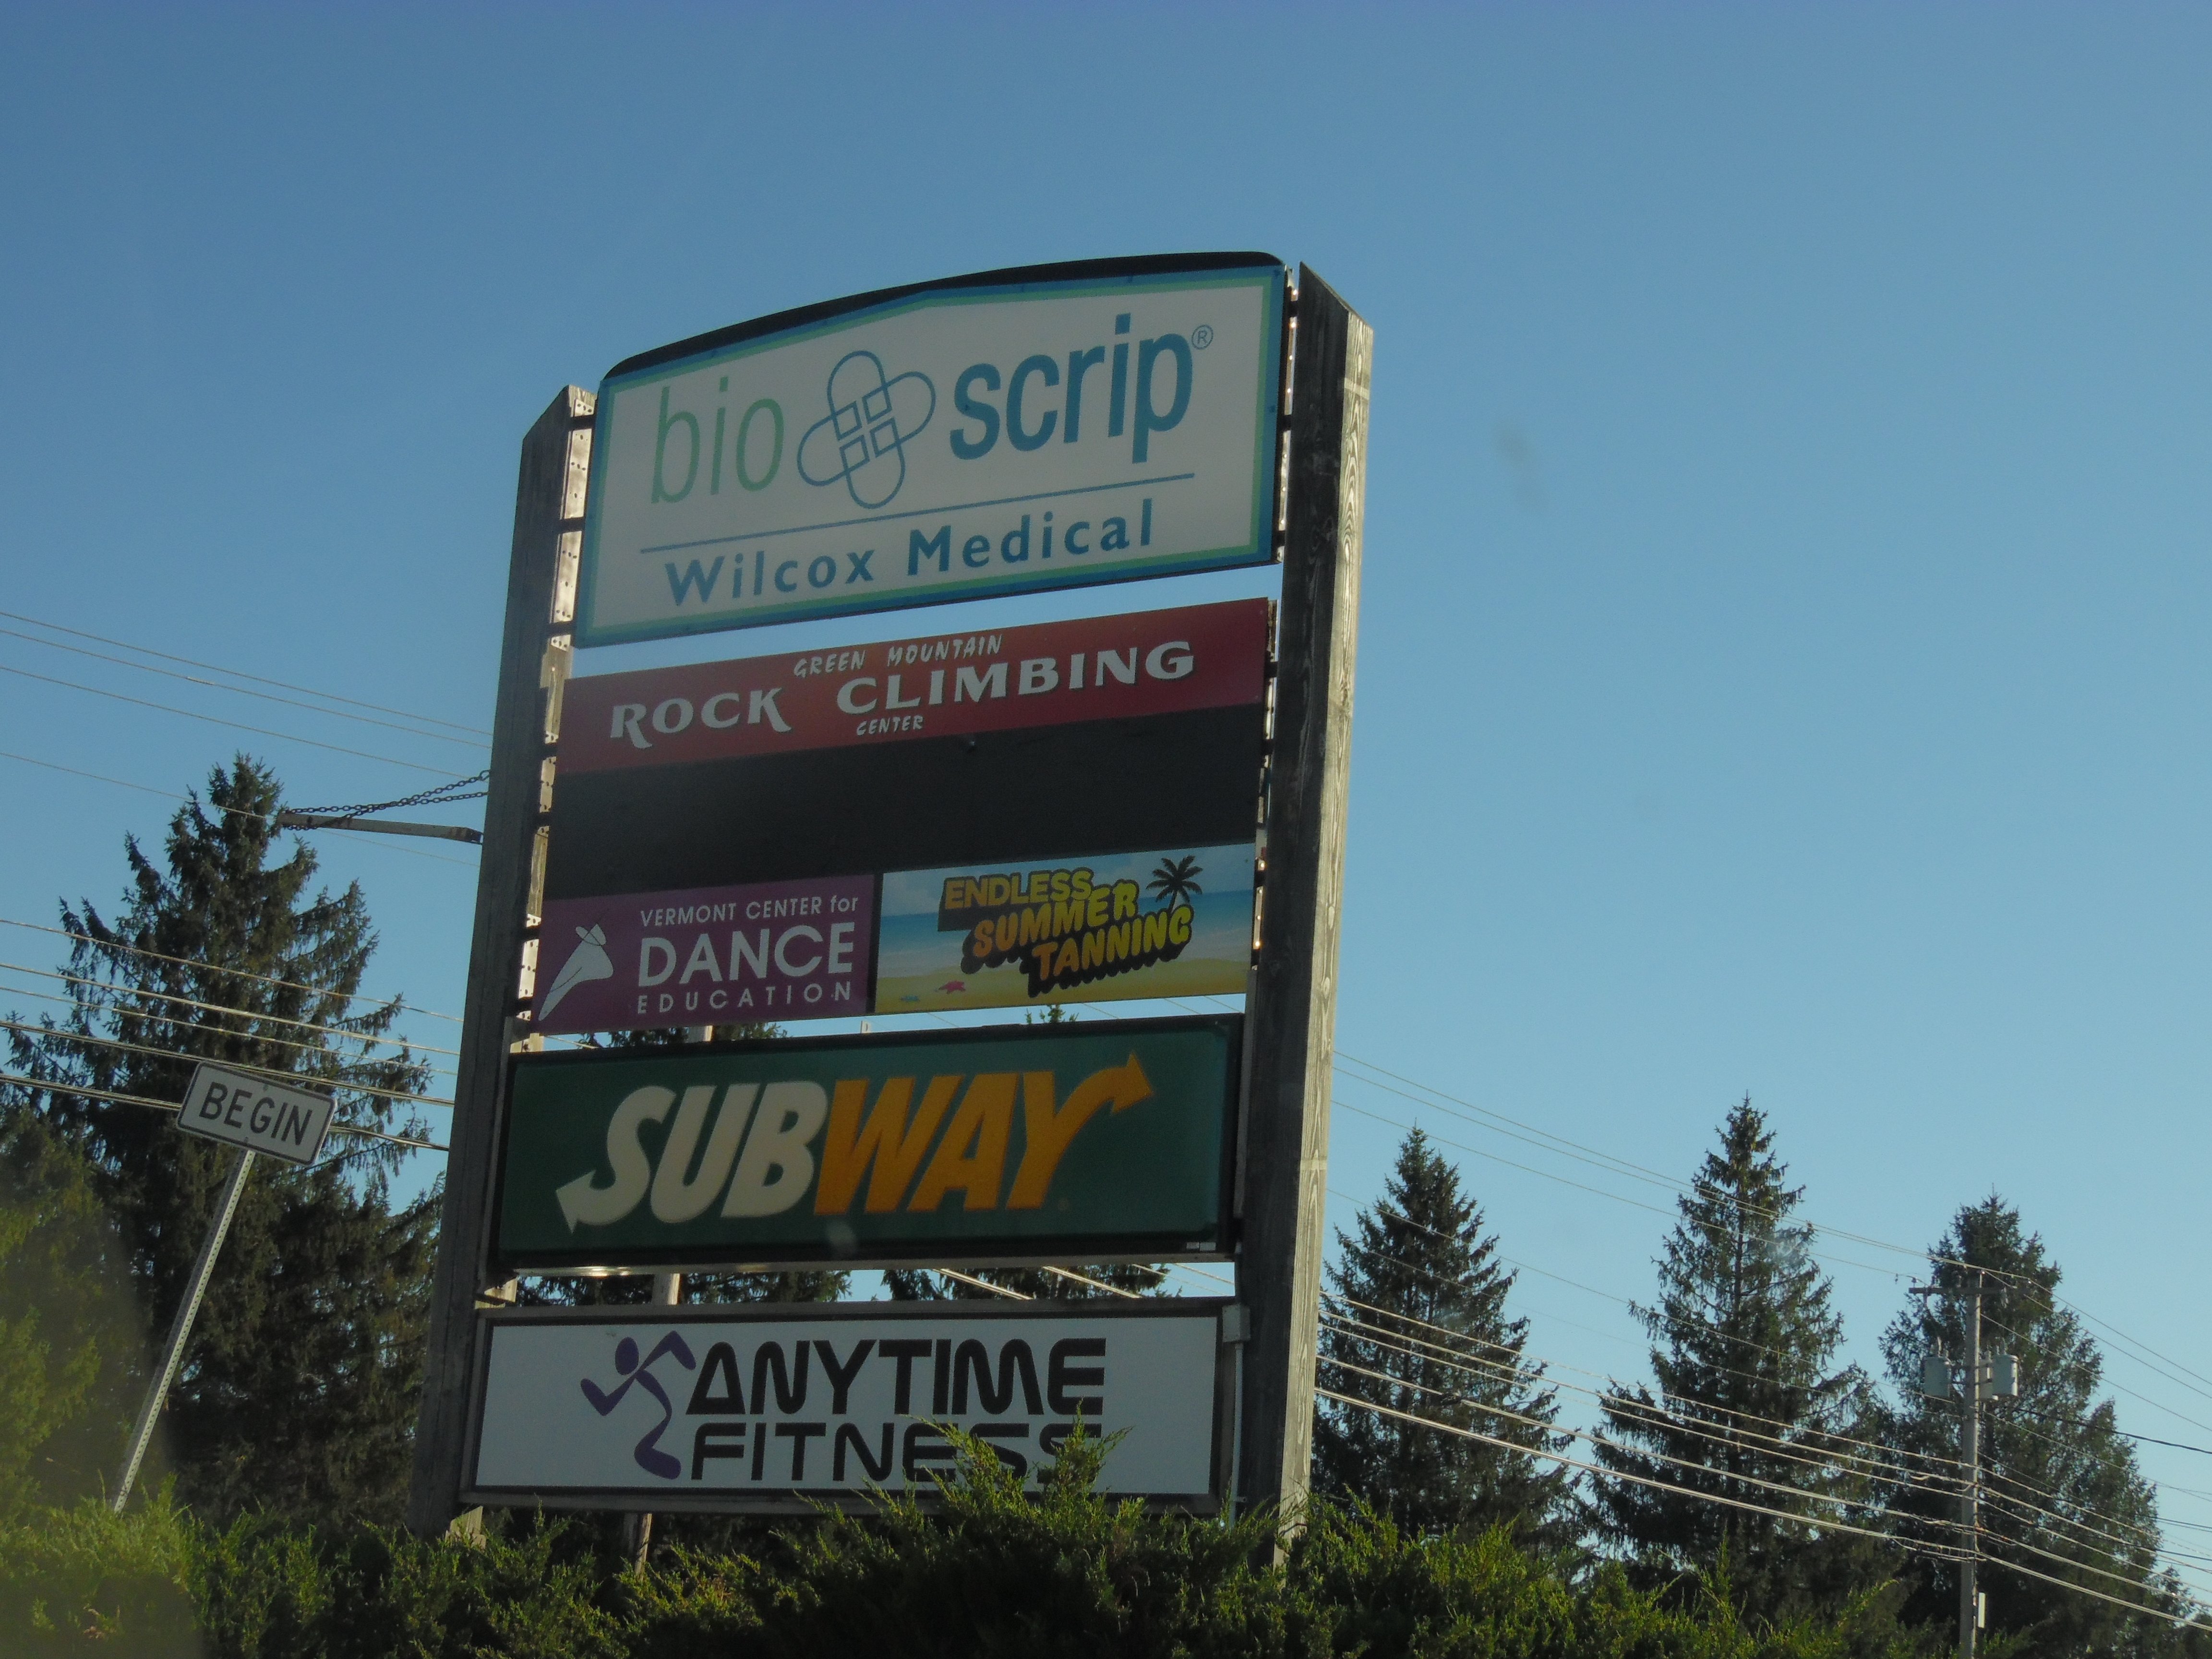 bio scrip®
Wilcox Medical
GREEN MOUNTAIN
ROCK CLIMBING
CENTER
VERMONT CENTER for
DANCE
EDUCATION
ENDLESS
SUMMER
TANNING
BEGIN
SUBWAY
ANYTIME
FITNESS